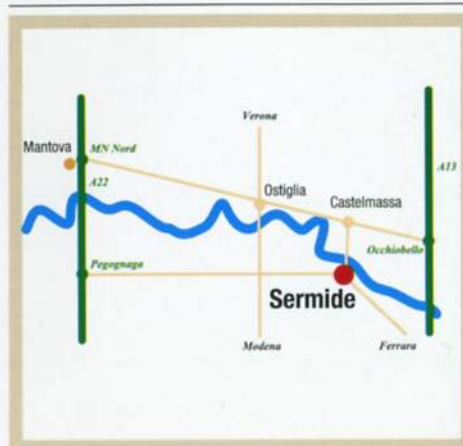 Verona
Mantova
MN Nord
A13
A22
Ostiglia
Castelmassa
Occhiobello
Pegognaga
Sermide
Modena
Ferrara